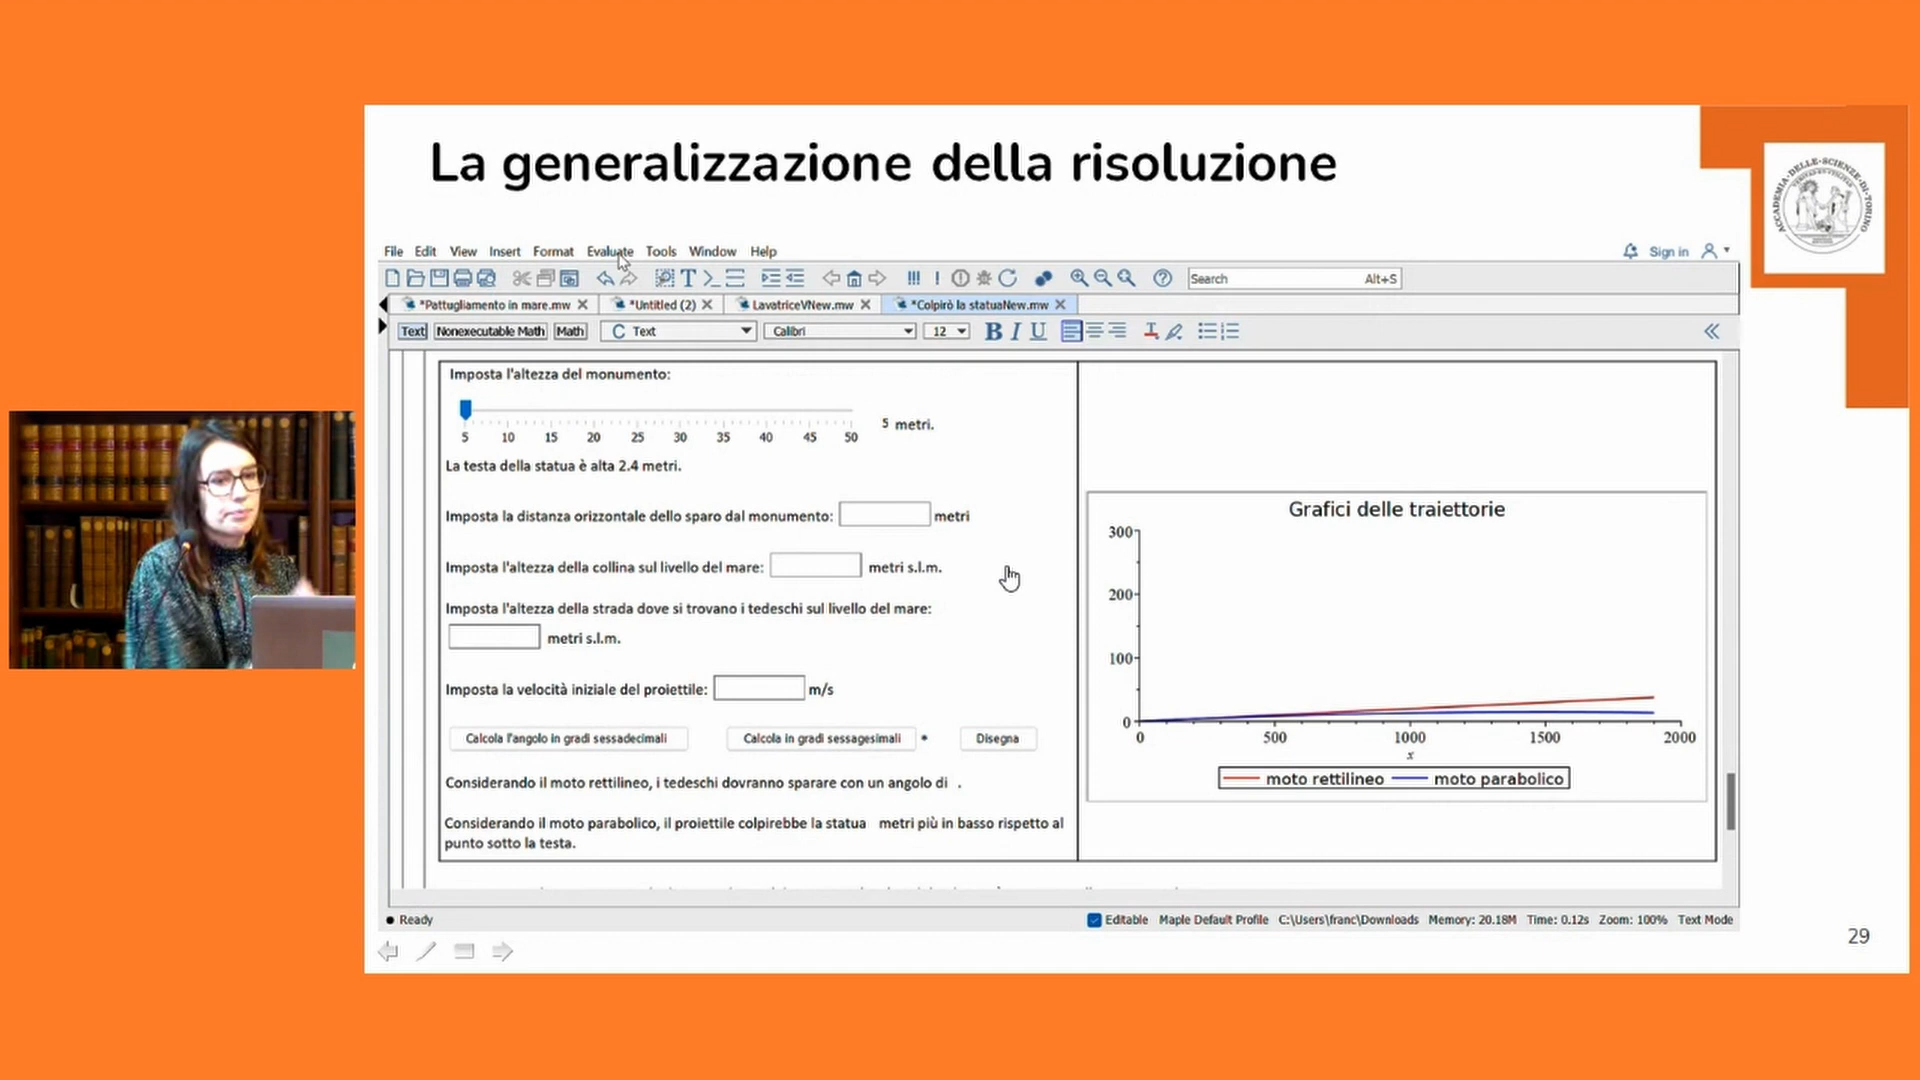 La generalizzazione della risoluzione
ACCADEMIA·DELLE·SCIENZE·DI·TORINO
File Edit View Insert Format Evaluate Tools Window Help
Sign in
Search Alt+S
*Pattugliamento in mare.mw
*Untitled (2)
LavatriceVNew.mw
*Colpirò la statuaNew.mw
Text Nonexecutable Math Math C Text Calibri 12 B I U
Imposta l'altezza del monumento:
5 10 15 20 25 30 35 40 45 50
5 metri.
La testa della statua è alta 2.4 metri.
Imposta la distanza orizzontale dello sparo dal monumento: metri
Imposta l'altezza della collina sul livello del mare: metri s.l.m.
Imposta l'altezza della strada dove si trovano i tedeschi sul livello del mare:
metri s.l.m.
Imposta la velocità iniziale del proiettile: m/s
Calcola l'angolo in gradi sessadecimali Calcola in gradi sessagesimali * Disegna
Considerando il moto rettilineo, i tedeschi dovranno sparare con un angolo di .
Considerando il moto parabolico, il proiettile colpirebbe la statua metri più in basso rispetto al
punto sotto la testa.
Grafici delle traiettorie
300
200
100
0
0 500 1000 1500 2000
x
moto rettilineo moto parabolico
Ready
Editable Maple Default Profile C:\Users\franc\Downloads Memory: 20.18M Time: 0.12s Zoom: 100% Text Mode
29